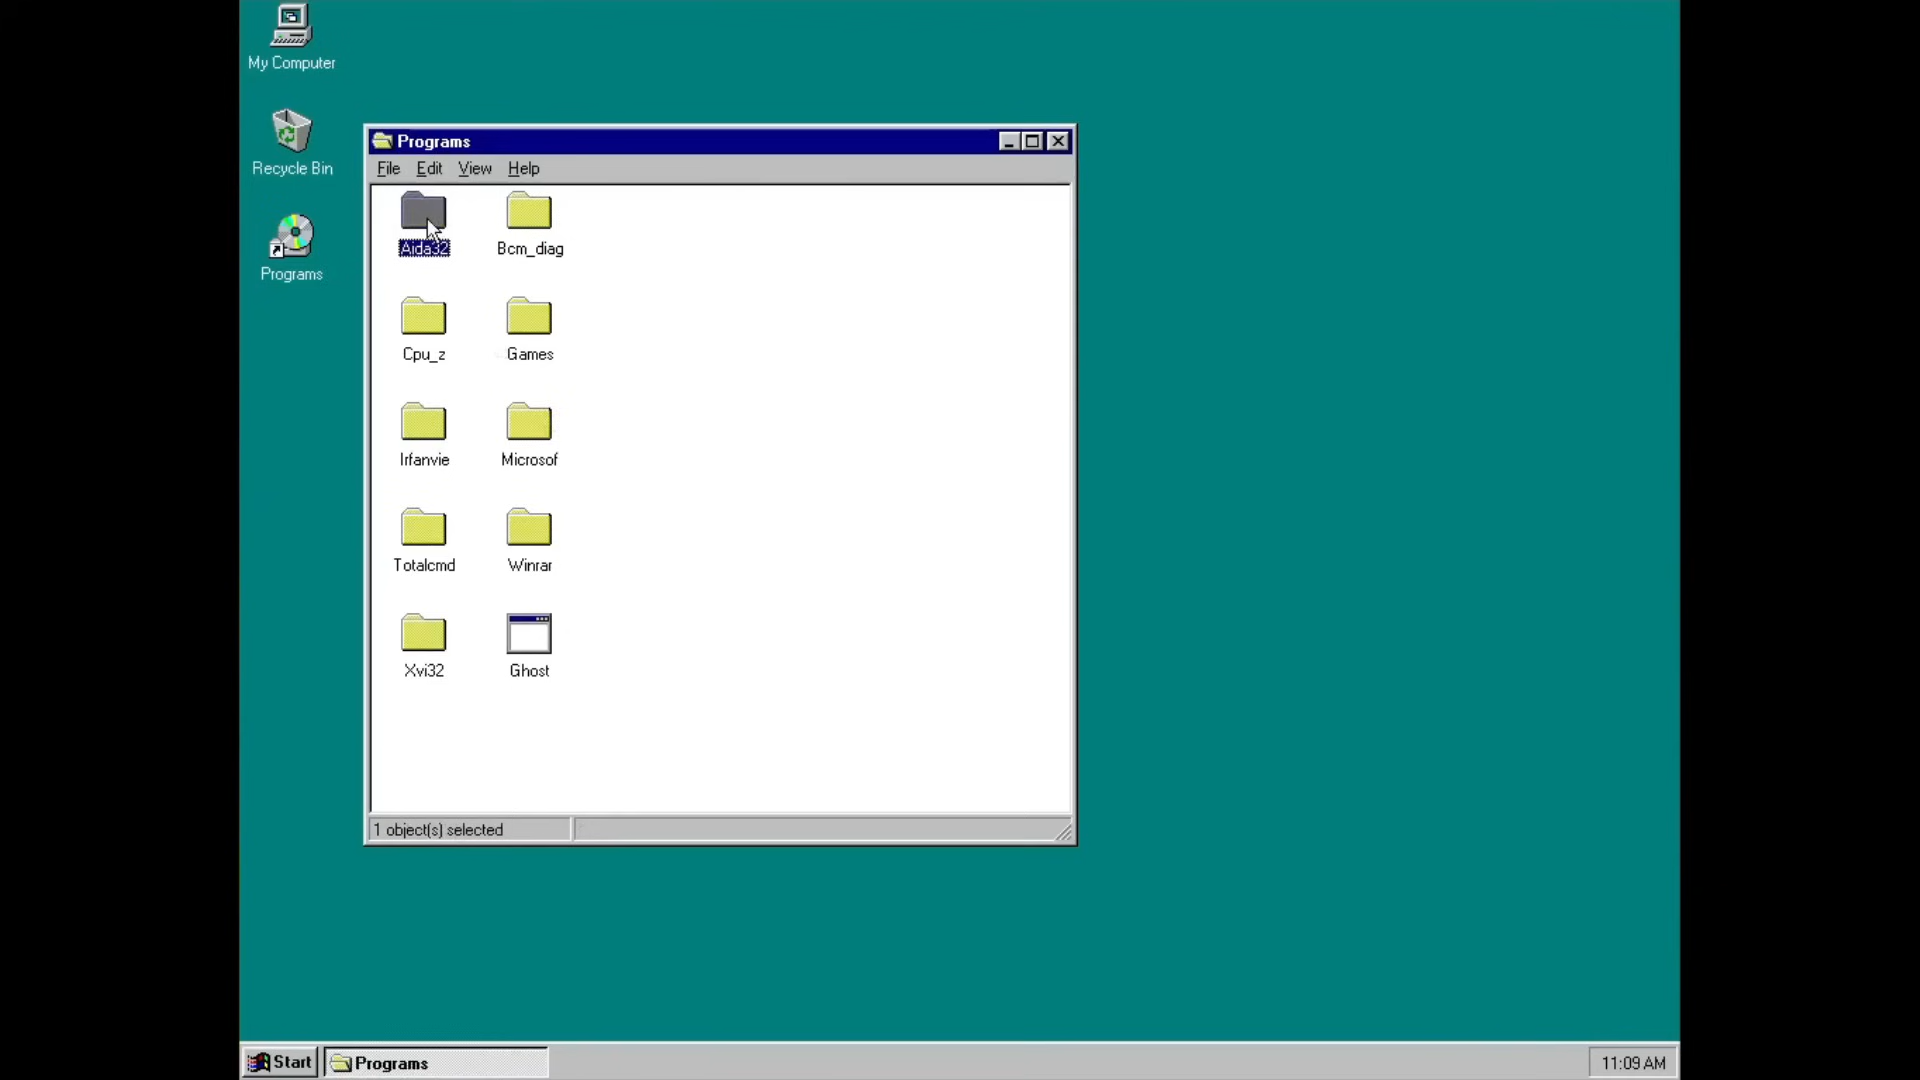 My Computer
Recycle Bin
Programs
Programs
File Edit View Help
Aida32 Bcm_diag
Cpu_z Games
Irfanvie Microsof
Totalcmd Winrar
Xvi32 Ghost
1 object(s) selected
Start Programs 11:09 AM